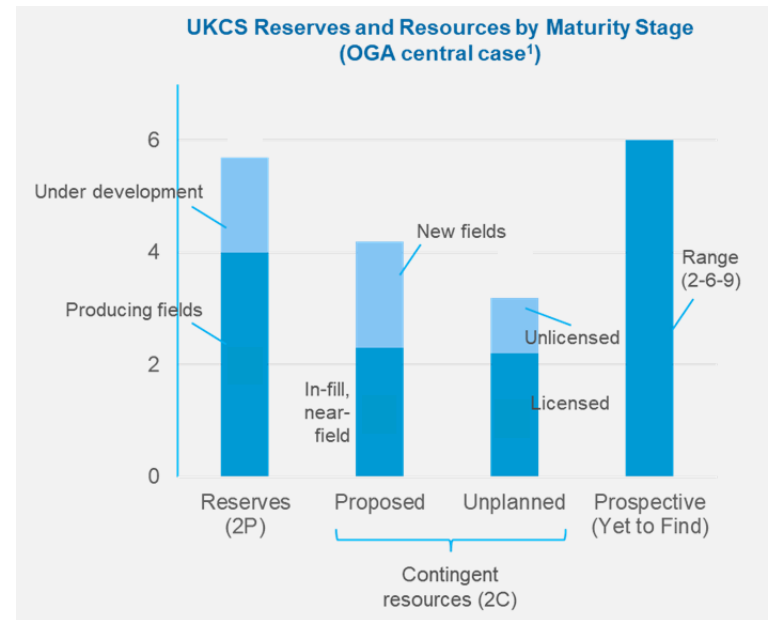 UKCS Reserves and Resources by Maturity Stage
(OGA central case¹)
6
4
2
0
Under development
Producing fields
New fields
In-fill,
near-
field
Unlicensed
Licensed
Range
(2-6-9)
Reserves
(2P)
Proposed
Unplanned
Prospective
(Yet to Find)
Contingent
resources (2C)